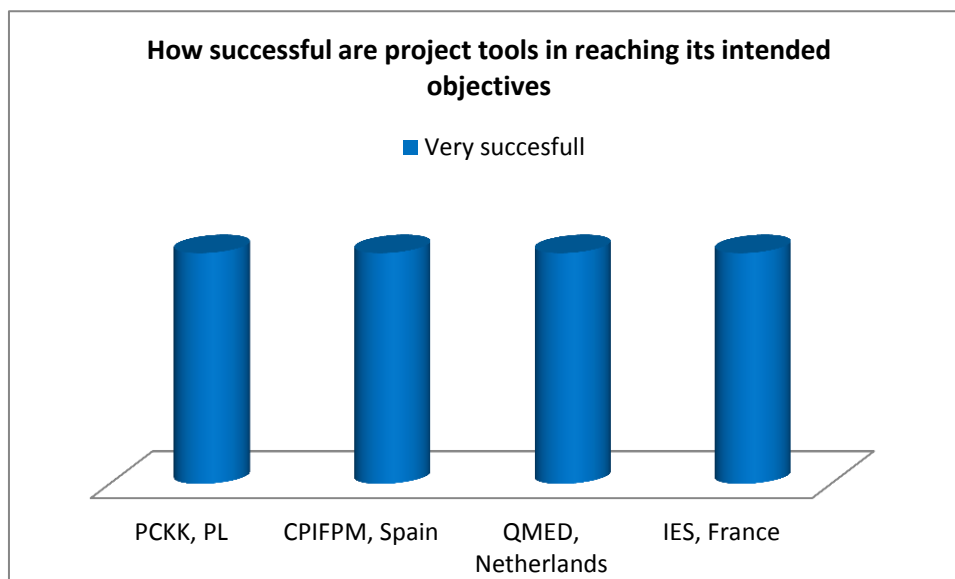 How successful are project tools in reaching its intended
objectives
Very succesfull
PCKK, PL
CPIFPM, Spain
QMED,
Netherlands
IES, France